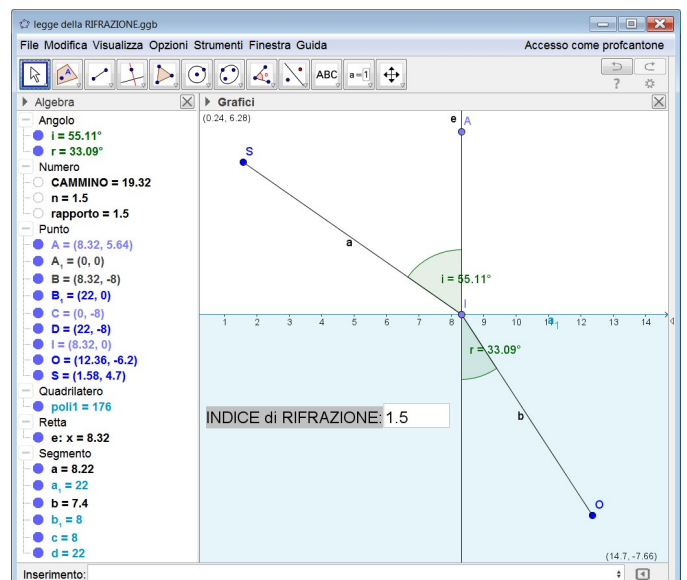 legge della RIFRAZIONE.ggb
File Modifica Visualizza Opzioni Strumenti Finestra Guida Accesso come profcantone
A ABC a=1 ?
Algebra
Angolo
i = 55.11°
r = 33.09°
Numero
CAMMINO = 19.32
n = 1.5
rapporto = 1.5
Punto
A = (8.32, 5.64)
A₁ = (0, 0)
B = (8.32, -8)
B₁ = (22, 0)
C = (0, -8)
D = (22, -8)
I = (8.32, 0)
O = (12.36, -6.2)
S = (1.58, 4.7)
Quadrilatero
poli1 = 176
Retta
e: x = 8.32
Segmento
a = 8.22
a₁ = 22
b = 7.4
b₁ = 8
c = 8
d = 22
Grafici
(0.24, 6.28)
e A
S
a
i = 55.11°
I
1 2 3 4 5 6 7 8 9 10 11 12 13 14
a₁
r = 33.09°
INDICE di RIFRAZIONE: 1.5
b
O
(14.7, -7.66)
Inserimento: